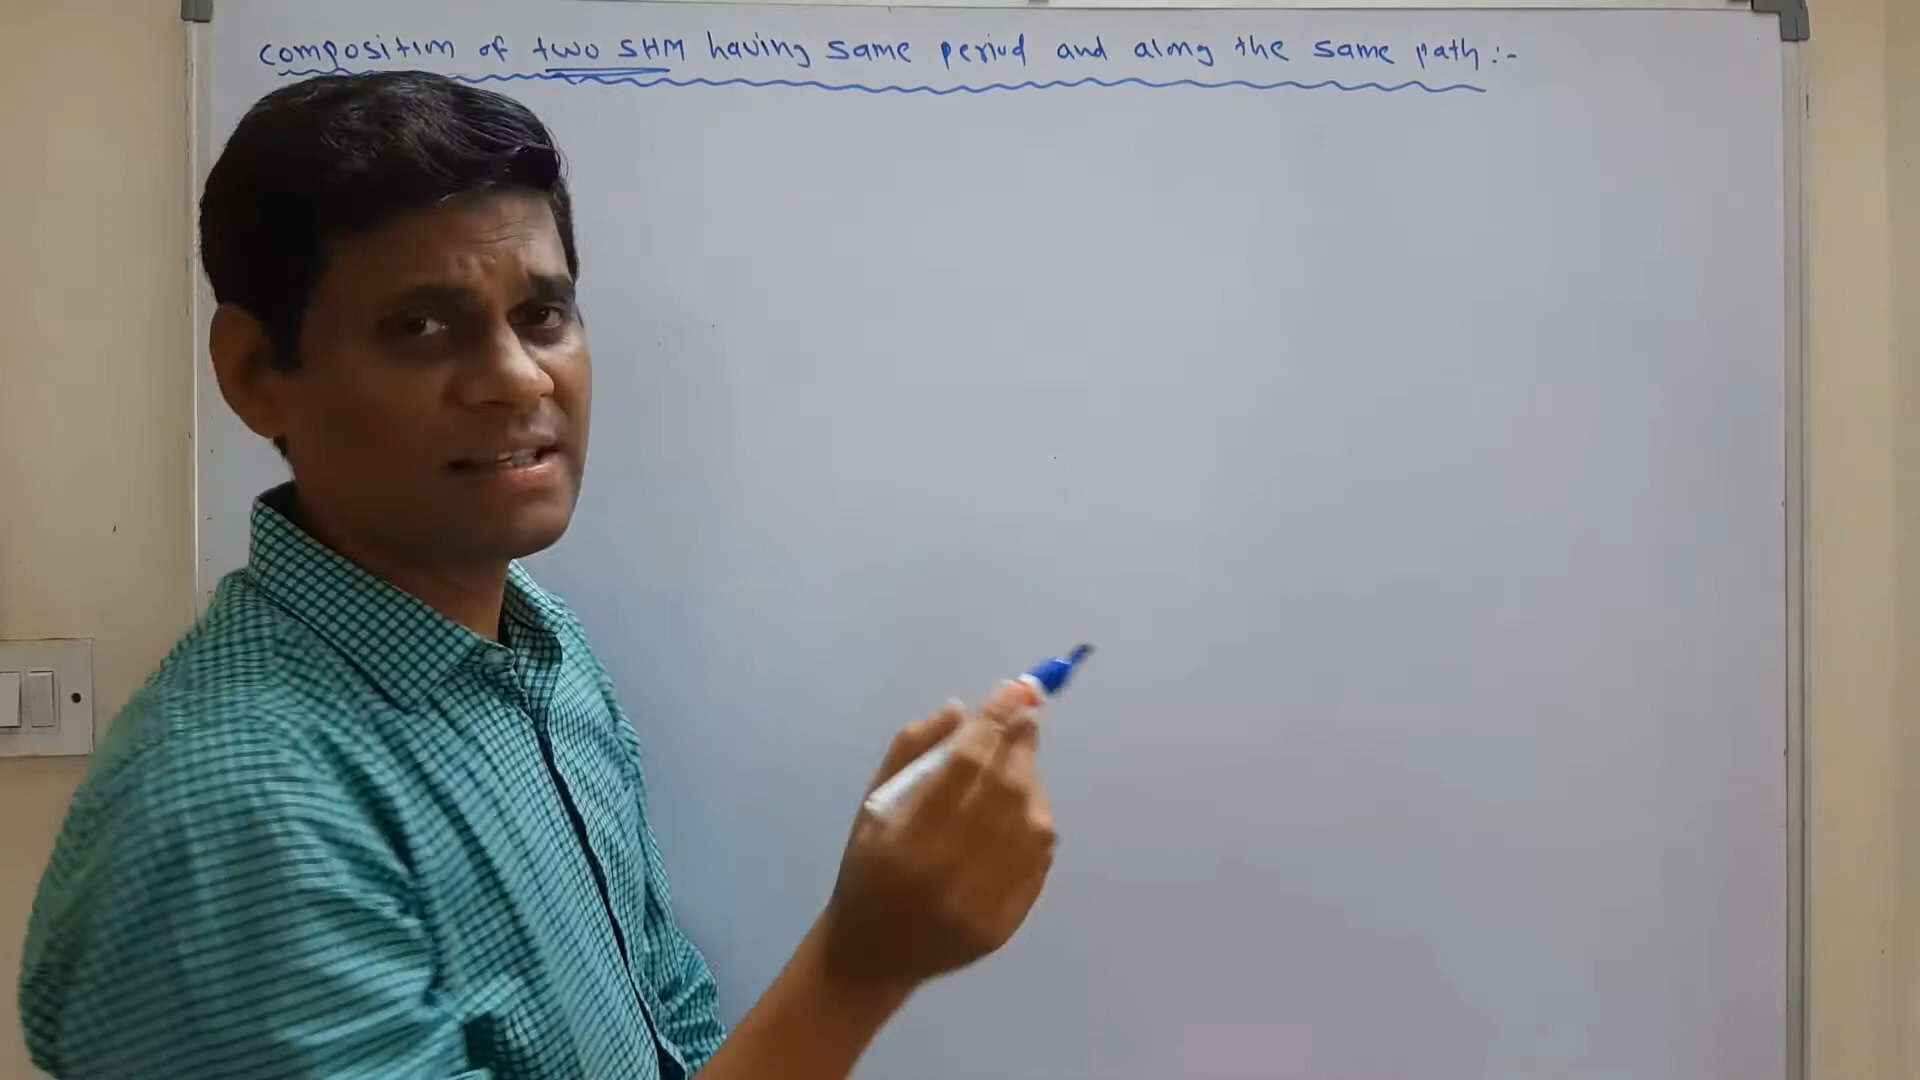 composition of two SHM having same period and along the same path :-